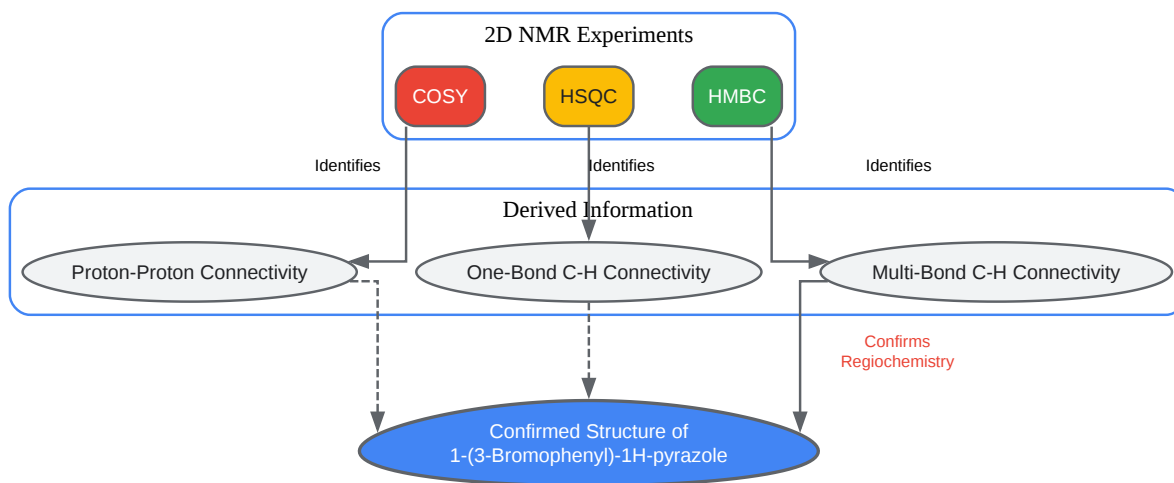 2D NMR Experiments
COSY
HSQC
HMBC
Identifies
Identifies
Identifies
Derived Information
Proton-Proton Connectivity
One-Bond C-H Connectivity
Multi-Bond C-H Connectivity
Confirms
Regiochemistry
Confirmed Structure of
1-(3-Bromophenyl)-1H-pyrazole